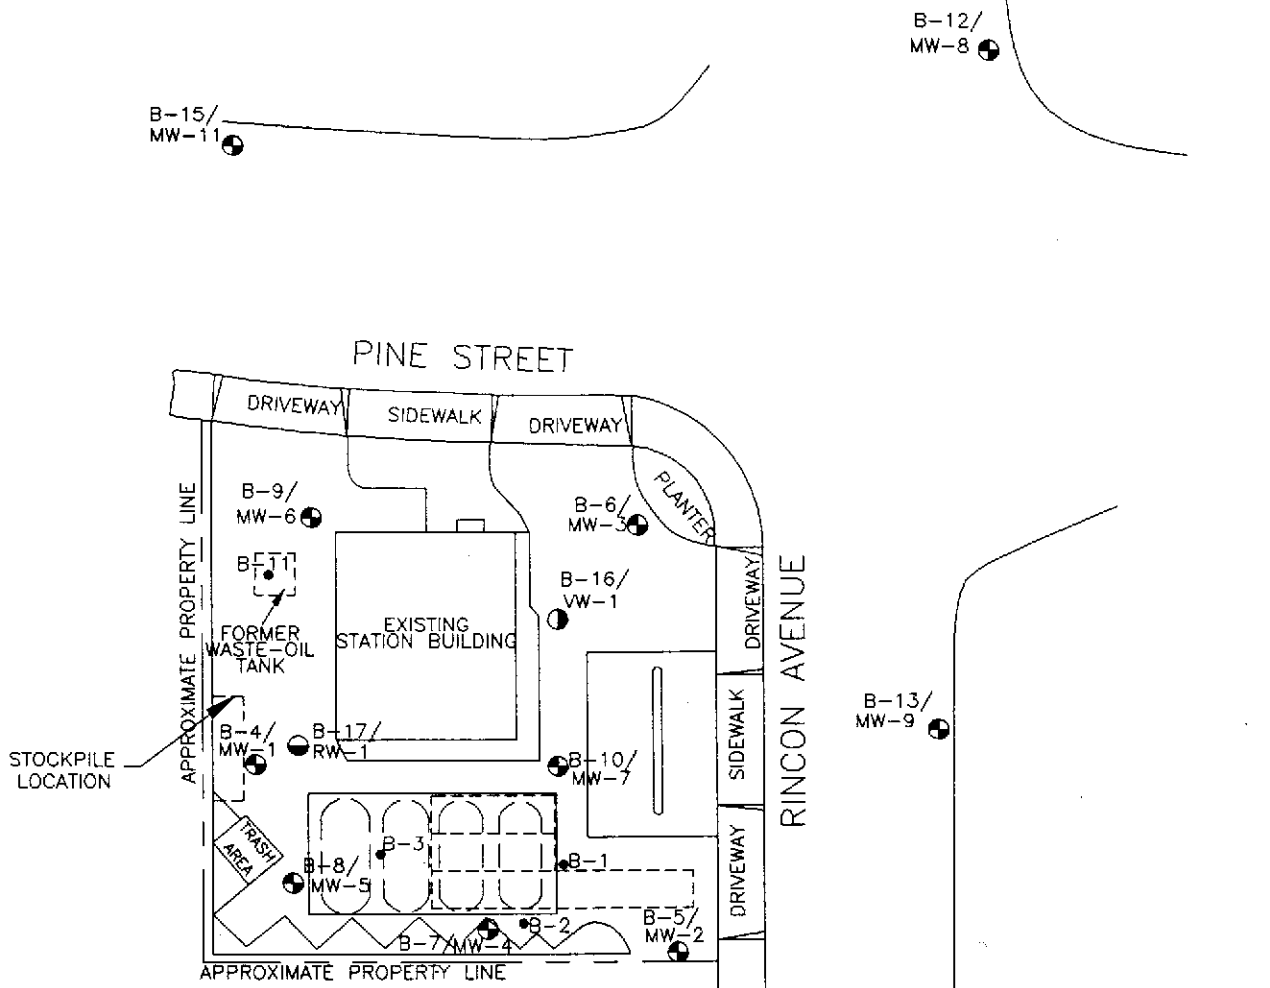 B-12/
MW-8
B-15/
MW-11
PINE STREET
DRIVEWAY
SIDEWALK
DRIVEWAY
PLANTER
B-9/
MW-6
B-6/
MW-3
B-11
FORMER
WASTE-OIL
TANK
B-16/
VW-1
EXISTING
STATION BUILDING
APPROXIMATE PROPERTY LINE
DRIVEWAY
RINCON AVENUE
SIDEWALK
B-13/
MW-9
STOCKPILE
LOCATION
B-4/
MW-1
B-17/
RW-1
B-10/
MW-7
TRASH
AREA
B-3
B-8/
MW-5
B-1
DRIVEWAY
B-2
B-7/MW-4
B-5/
MW-2
APPROXIMATE PROPERTY LINE